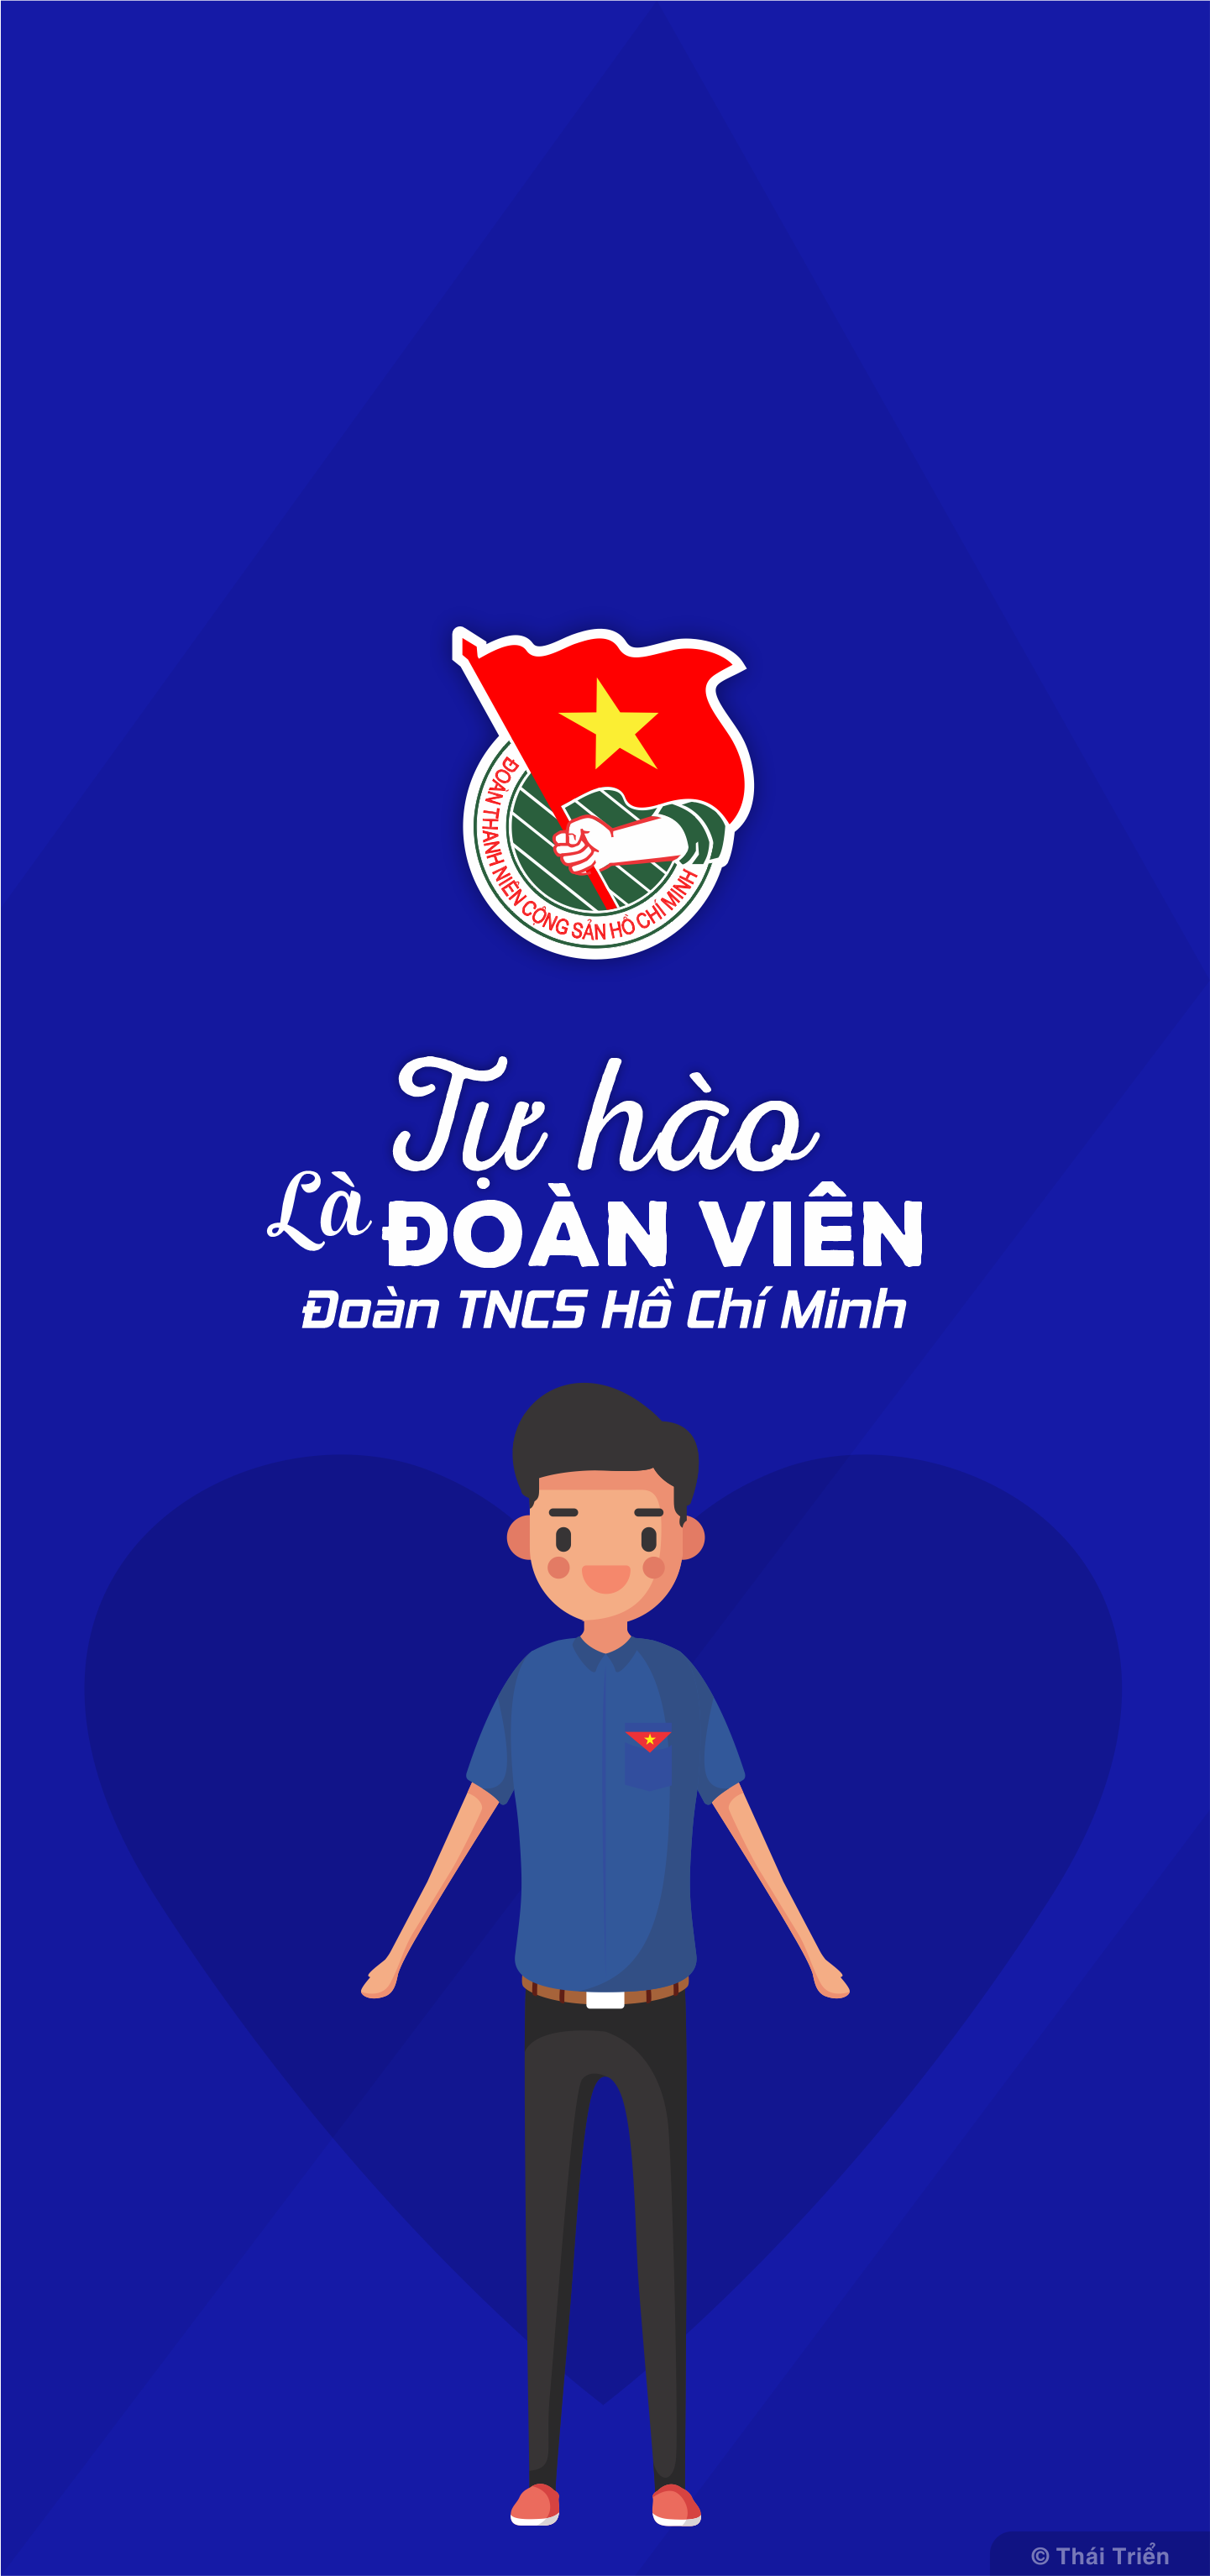 ĐOÀN THANH NIÊN CỘNG SẢN HỒ CHÍ MINH
Tự hào
Là ĐOÀN VIÊN
Đoàn TNCS Hồ Chí Minh
© Thái Triển